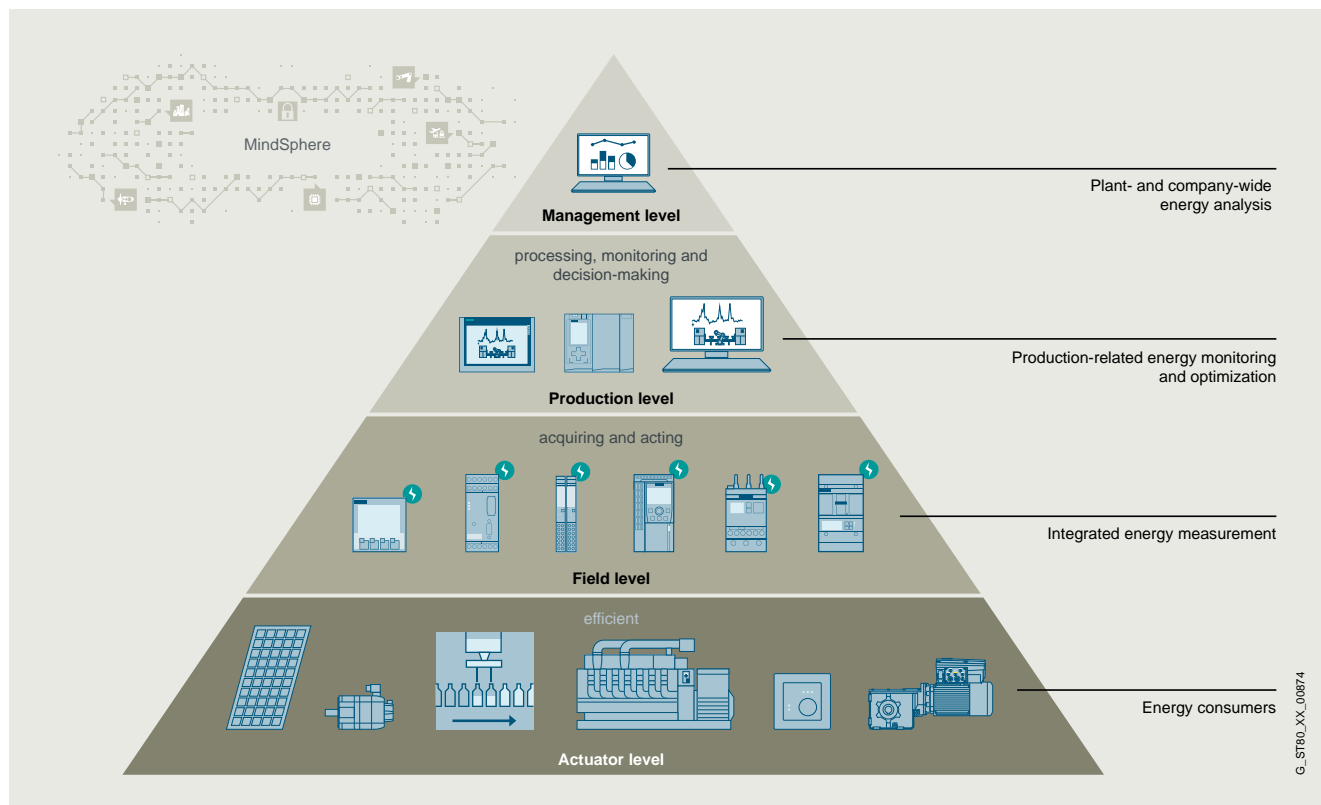 MindSphere
Management level
Plant- and company-wide
energy analysis
processing, monitoring and
decision-making
Production level
Production-related energy monitoring
and optimization
acquiring and acting
Field level
Integrated energy measurement
efficient
Actuator level
Energy consumers
G_ST80_XX_00874